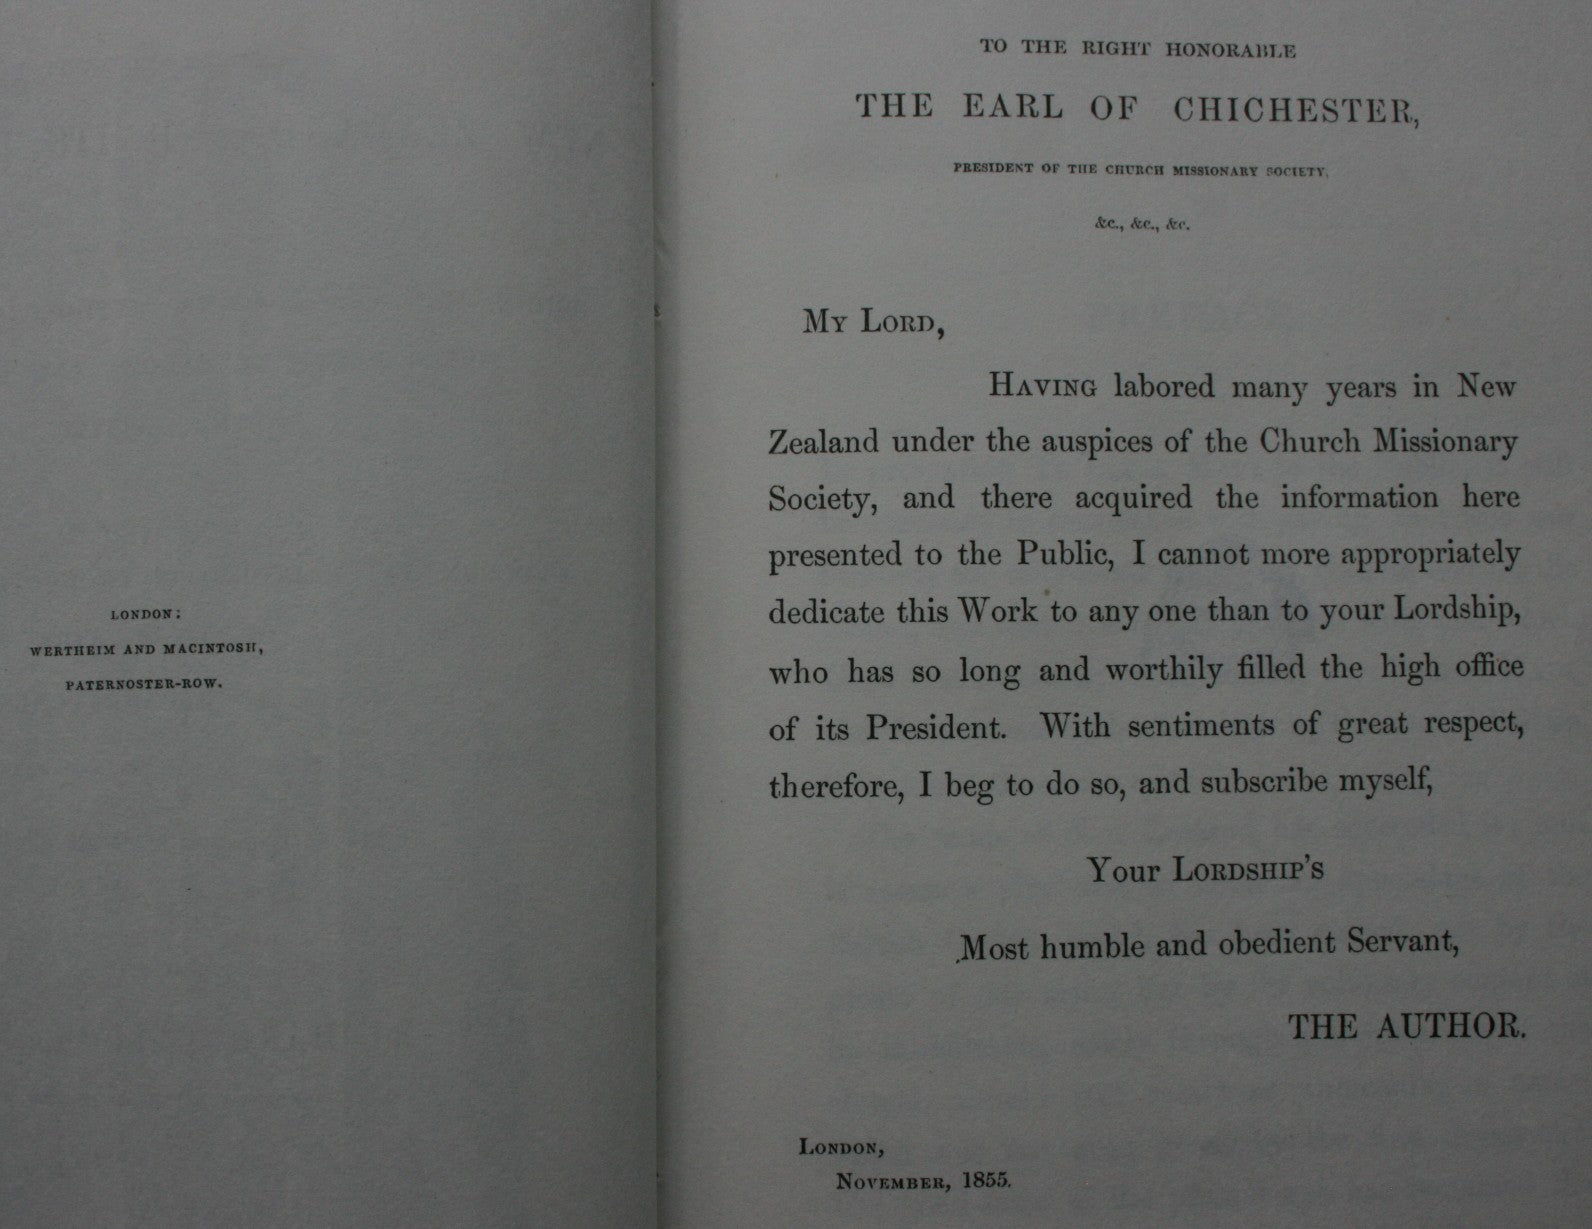 LONDON:
WERTHEIM AND MACINTOSH,
PATERNOSTER-ROW.
TO THE RIGHT HONORABLE
THE EARL OF CHICHESTER,
PRESIDENT OF THE CHURCH MISSIONARY SOCIETY,
&c., &c., &c.
MY LORD,
HAVING labored many years in New
Zealand under the auspices of the Church Missionary
Society, and there acquired the information here
presented to the Public, I cannot more appropriately
dedicate this Work to any one than to your Lordship,
who has so long and worthily filled the high office
of its President. With sentiments of great respect,
therefore, I beg to do so, and subscribe myself,
Your LORDSHIP'S
Most humble and obedient Servant,
THE AUTHOR.
LONDON,
NOVEMBER, 1855.